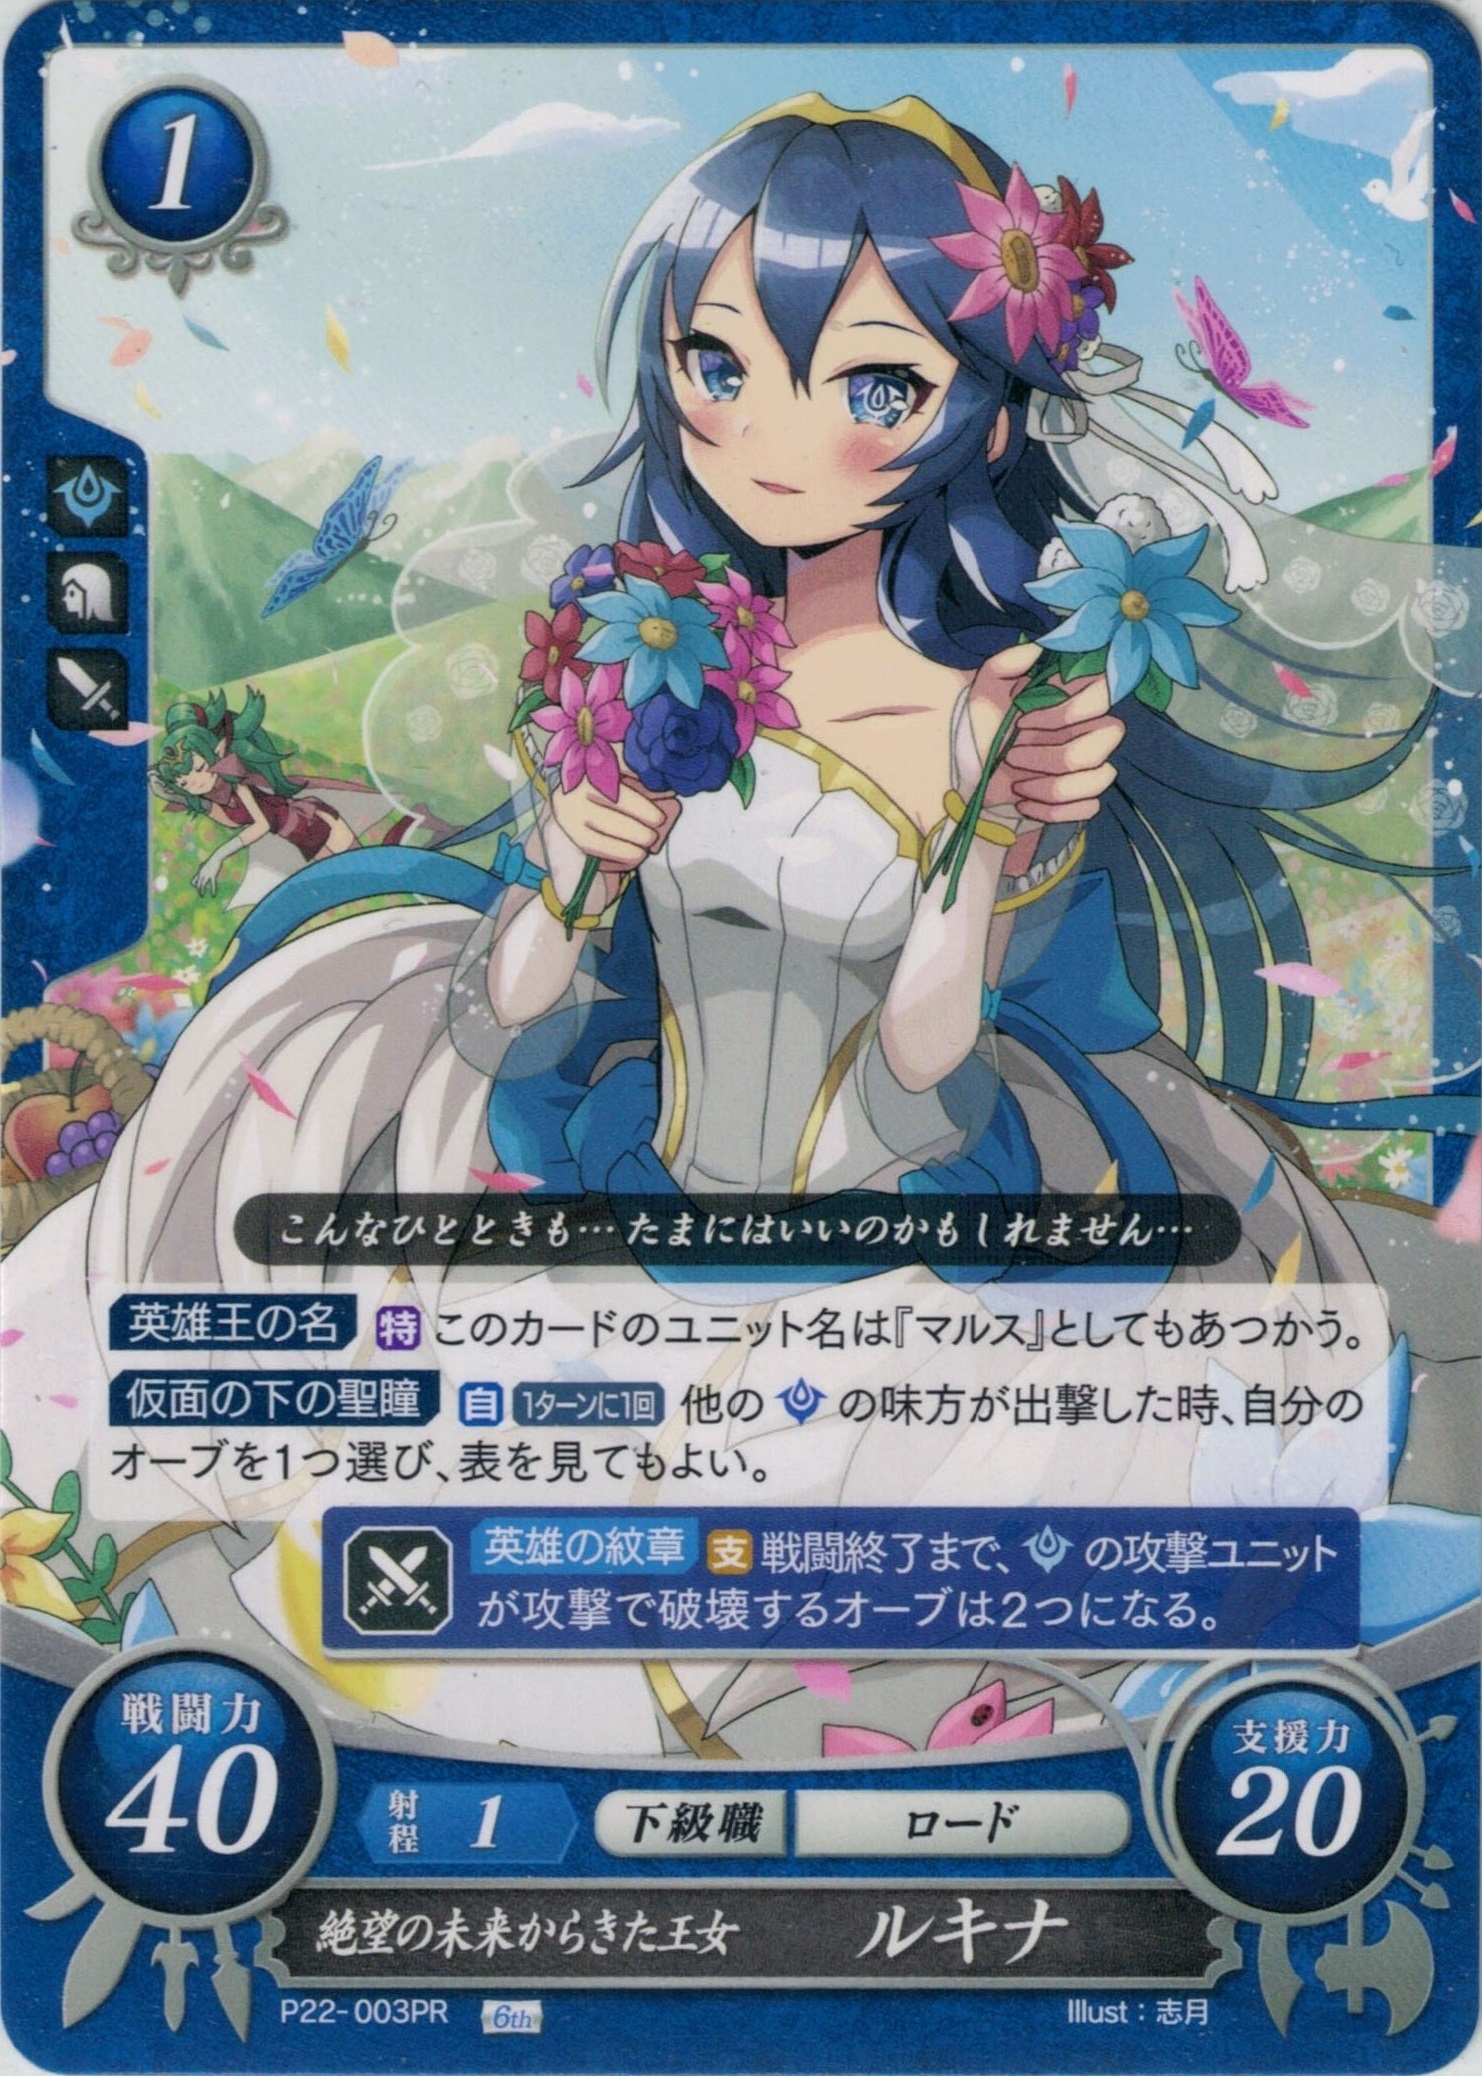 1
こんなひとときも…たまにはいいのかもしれません…
英雄王の名 特 このカードのユニット名は『マルス』としてもあつかう。
仮面の下の聖瞳 自 1ターンに1回 他の の味方が出撃した時、自分の
オーブを1つ選び、表を見てもよい。
英雄の紋章 支 戦闘終了まで、 の攻撃ユニット
が攻撃で破壊するオーブは2つになる。
戦闘力
40
射程 1
下級職 ロード
支援力
20
絶望の未来からきた王女 ルキナ
P22-003PR 6th Illust：志月